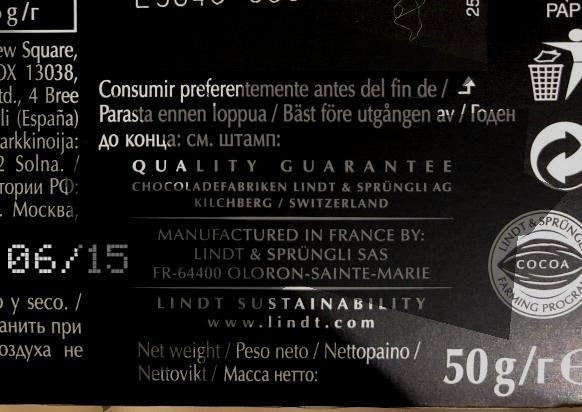 g/г
ew Square,
OX 13038,
td., 4 Bree
li (España)
arkkinoija:
2 Solna. /
тории РФ:
. Москва,
06/15
o y seco. /
анить при
оздуха не
Consumir preferentemente antes del fin de /
Parasta ennen loppua / Bäst före utgången av / Годен
до конца: см. штамп:
QUALITY GUARANTEE
CHOCOLADEFABRIKEN LINDT & SPRÜNGLI AG
KILCHBERG / SWITZERLAND
MANUFACTURED IN FRANCE BY:
LINDT & SPRÜNGLI SAS
FR-64400 OLORON-SAINTE-MARIE
LINDT SUSTAINABILITY
www.lindt.com
Net weight / Peso neto / Nettopaino /
Nettovikt / Масса нетто:
50 g/г e
25
PAP
LINDT & SPRÜNGLI
COCOA
FARMING PROGRA